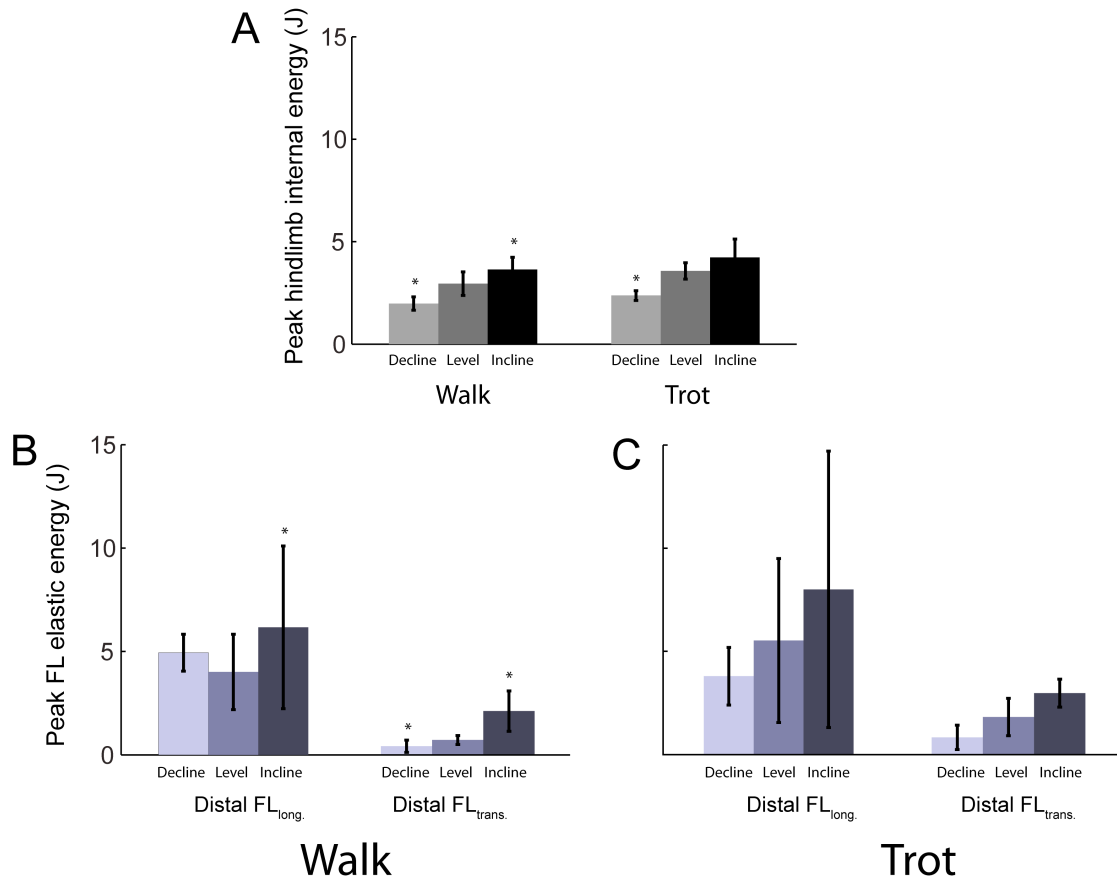 A
Peak hindlimb internal energy (J)
15
10
5
0
*
*
*
Decline Level Incline
Decline Level Incline
Walk
Trot
B
Peak FL elastic energy (J)
15
10
5
0
*
*
*
Decline Level Incline
Decline Level Incline
Distal FLlong.
Distal FLtrans.
Walk
C
Decline Level Incline
Decline Level Incline
Distal FLlong.
Distal FLtrans.
Trot